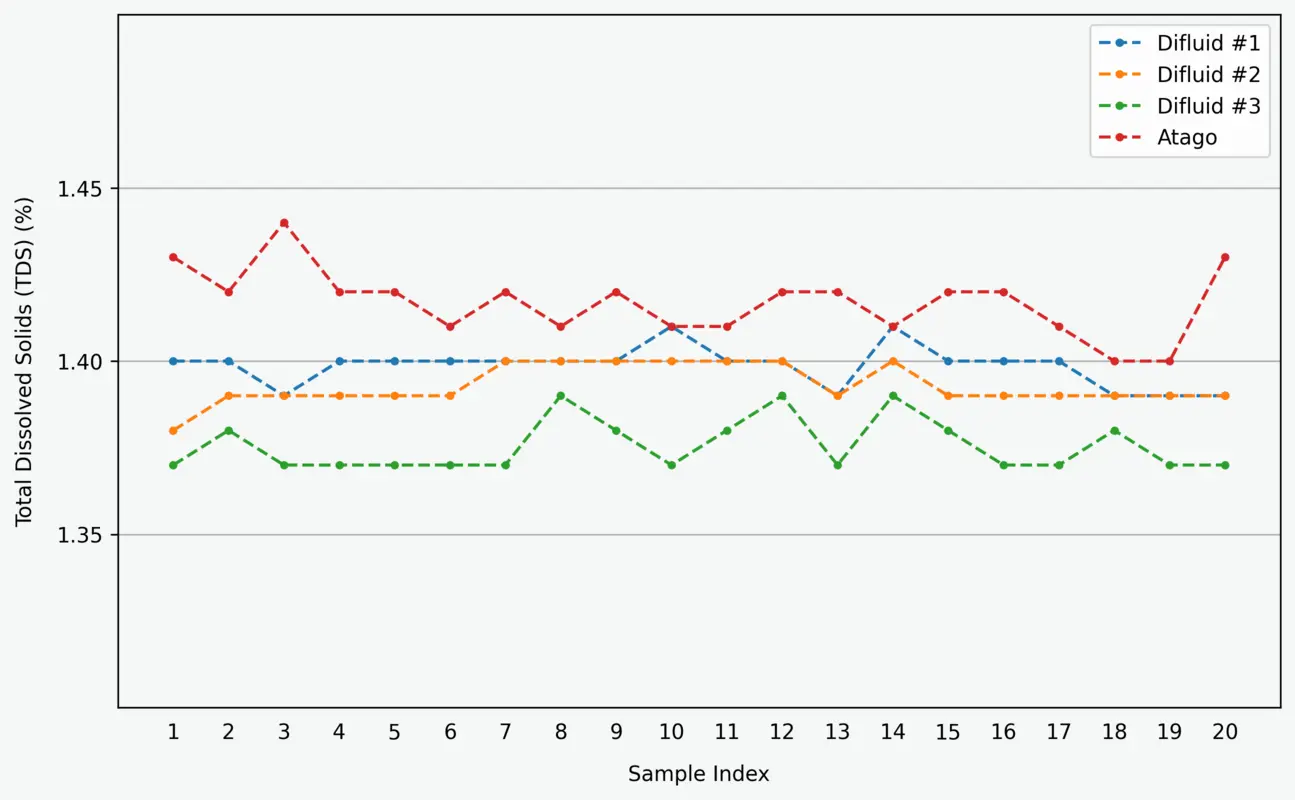 Difluid #1
Difluid #2
Difluid #3
Atago
Total Dissolved Solids (TDS) (%)
1.45
1.40
1.35
1 2 3 4 5 6 7 8 9 10 11 12 13 14 15 16 17 18 19 20
Sample Index